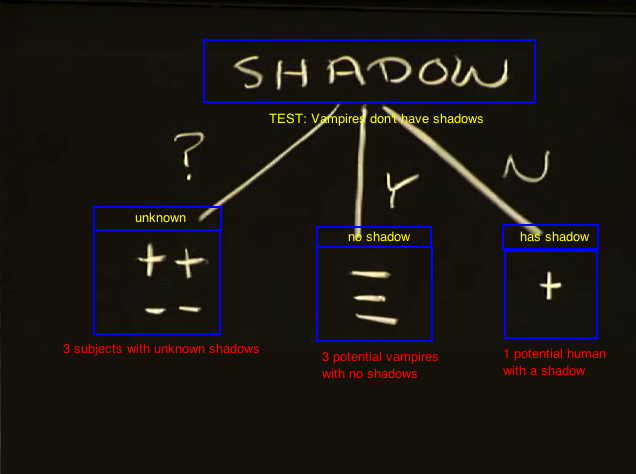 SHADOW
TEST: Vampires don't have shadows
? Y N
unknown no shadow has shadow
+ + - - - +
- -
3 subjects with unknown shadows
3 potential vampires
with no shadows
1 potential human
with a shadow